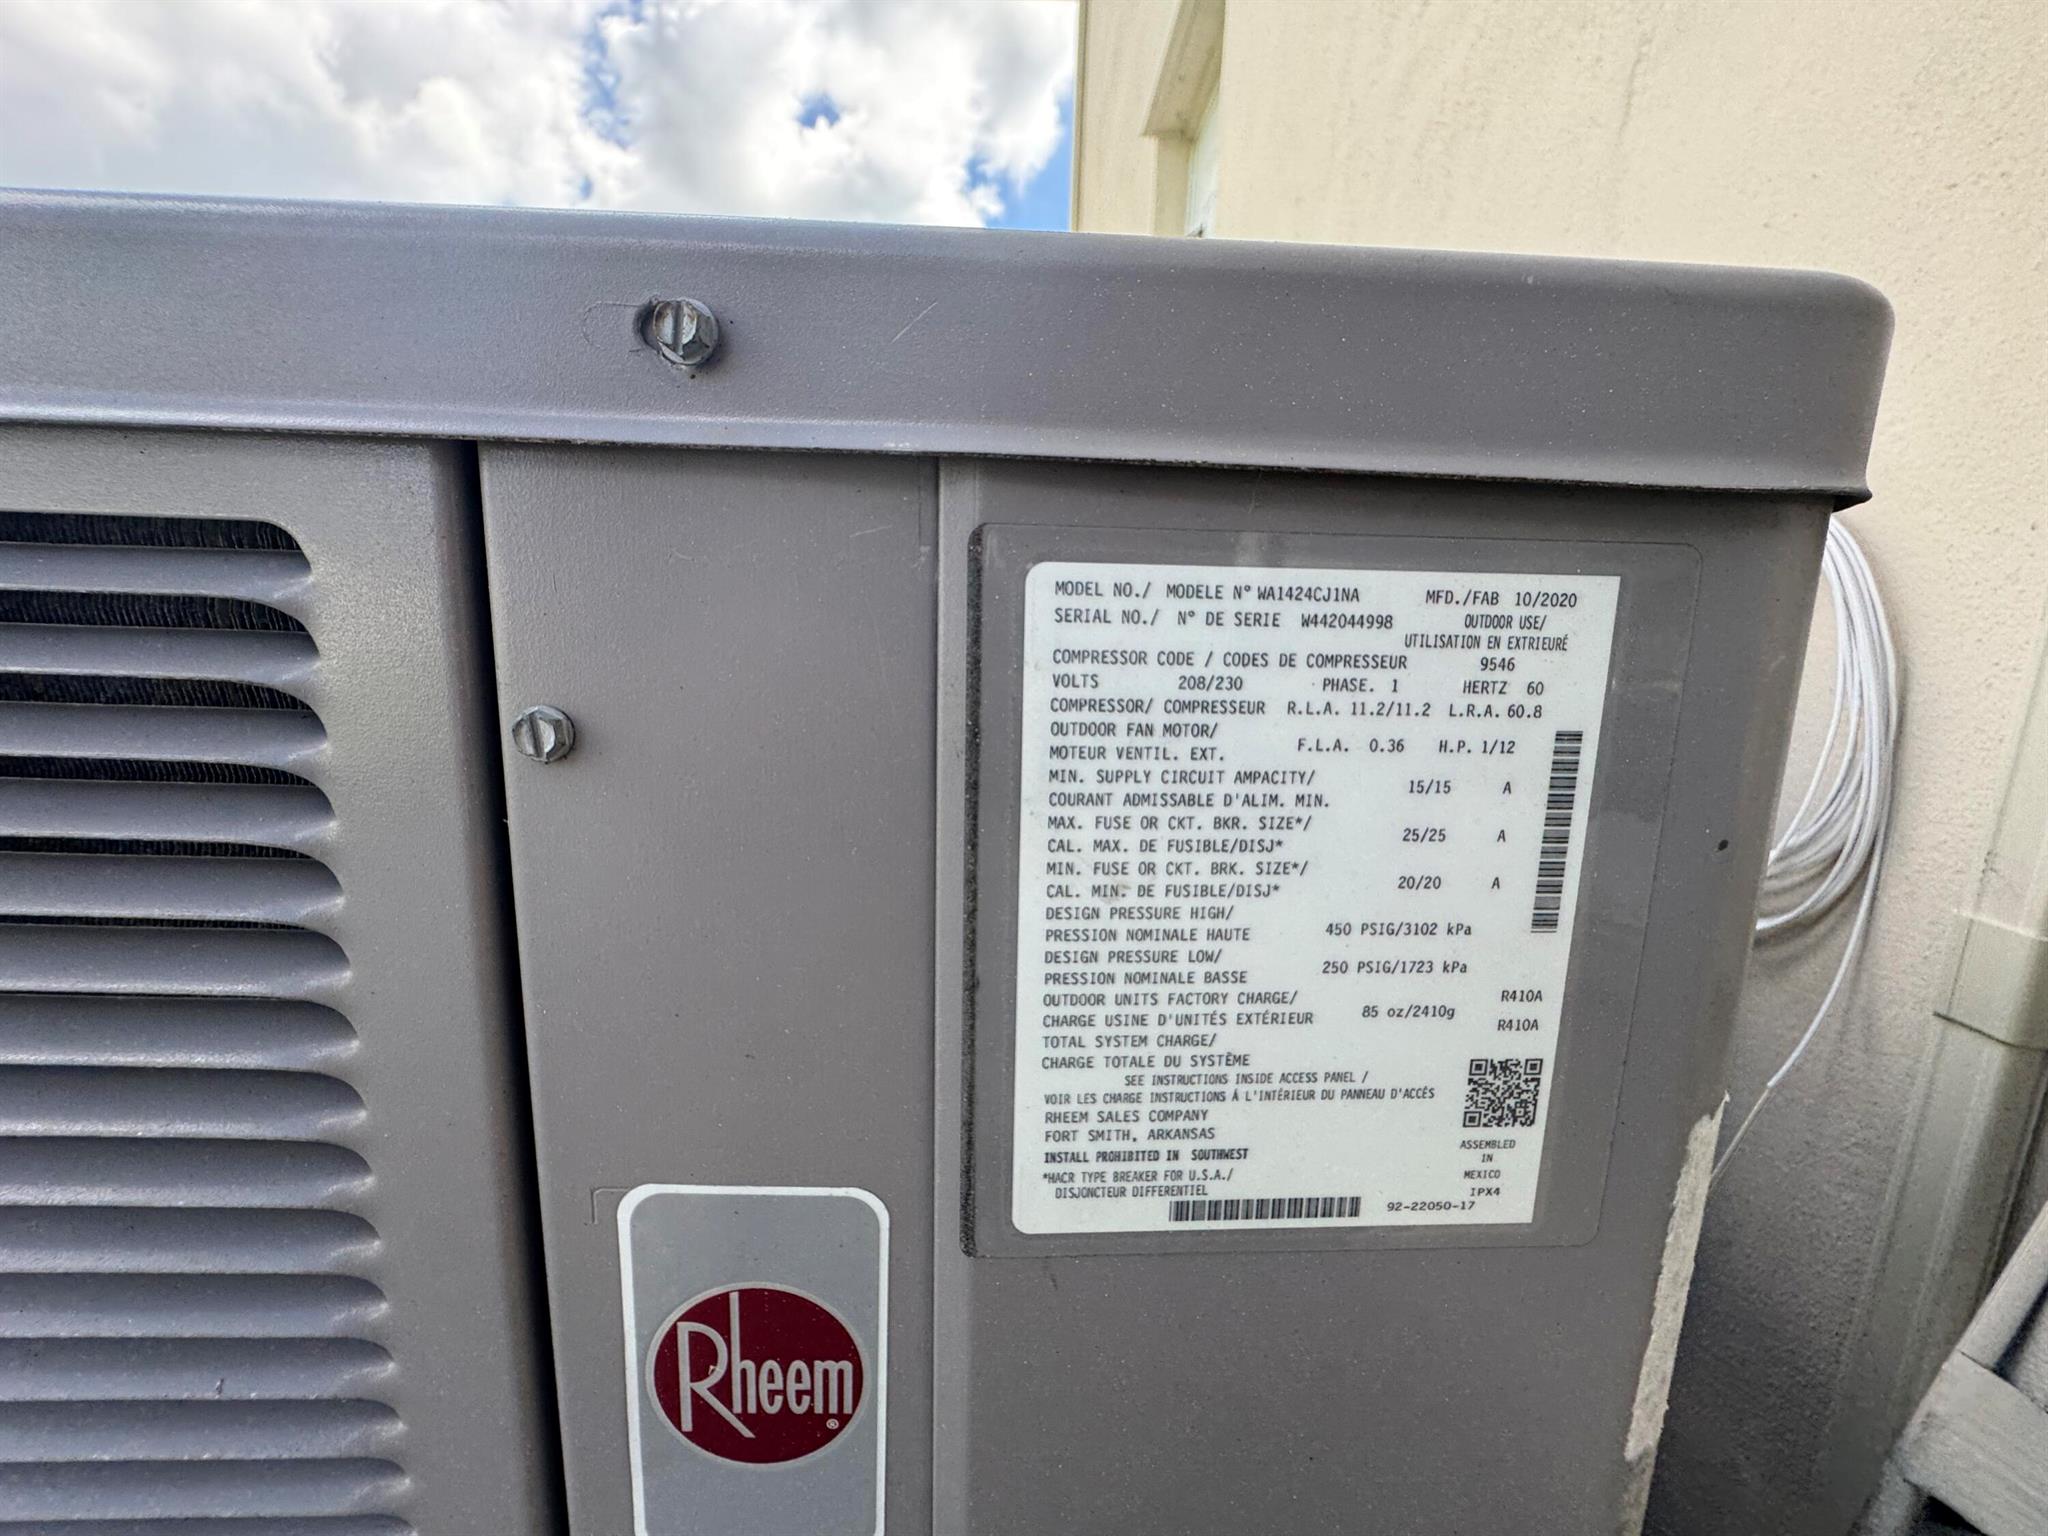 MODEL NO./ MODELE N° WA1424CJ1NA MFD./FAB 10/2020
SERIAL NO./ N° DE SERIE W442044998 OUTDOOR USE/
UTILISATION EN EXTRIEURÉ
COMPRESSOR CODE / CODES DE COMPRESSEUR 9546
VOLTS 208/230 PHASE. 1 HERTZ 60
COMPRESSOR/ COMPRESSEUR R.L.A. 11.2/11.2 L.R.A. 60.8
OUTDOOR FAN MOTOR/
MOTEUR VENTIL. EXT. F.L.A. 0.36 H.P. 1/12
MIN. SUPPLY CIRCUIT AMPACITY/
COURANT ADMISSABLE D'ALIM. MIN. 15/15 A
MAX. FUSE OR CKT. BKR. SIZE*/
CAL. MAX. DE FUSIBLE/DISJ* 25/25 A
MIN. FUSE OR CKT. BRK. SIZE*/
CAL. MIN. DE FUSIBLE/DISJ* 20/20 A
DESIGN PRESSURE HIGH/
PRESSION NOMINALE HAUTE 450 PSIG/3102 kPa
DESIGN PRESSURE LOW/
PRESSION NOMINALE BASSE 250 PSIG/1723 kPa
OUTDOOR UNITS FACTORY CHARGE/ R410A
CHARGE USINE D'UNITÉS EXTÉRIEUR 85 oz/2410g R410A
TOTAL SYSTEM CHARGE/
CHARGE TOTALE DU SYSTÊME
SEE INSTRUCTIONS INSIDE ACCESS PANEL /
VOIR LES CHARGE INSTRUCTIONS À L'INTÉRIEUR DU PANNEAU D'ACCÈS
RHEEM SALES COMPANY
FORT SMITH, ARKANSAS
INSTALL PROHIBITED IN SOUTHWEST
*HACR TYPE BREAKER FOR U.S.A./
DISJONCTEUR DIFFERENTIEL
ASSEMBLED
IN
MEXICO
IPX4
92-22050-17
Rheem®